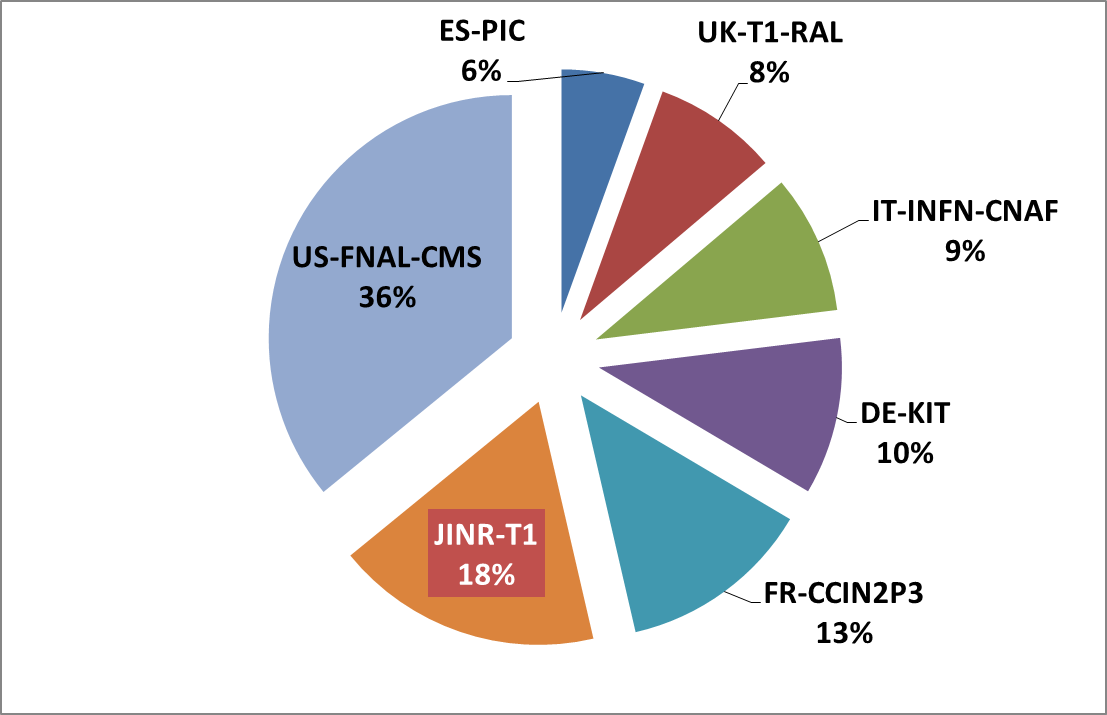 ES-PIC
6%
UK-T1-RAL
8%
IT-INFN-CNAF
9%
US-FNAL-CMS
36%
DE-KIT
10%
JINR-T1
18%
FR-CCIN2P3
13%